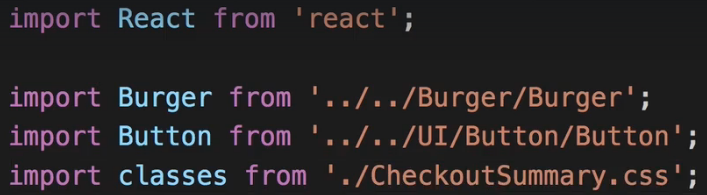 import React from 'react';
import Burger from '../../Burger/Burger';
import Button from '../../UI/Button/Button';
import classes from './CheckoutSummary.css';